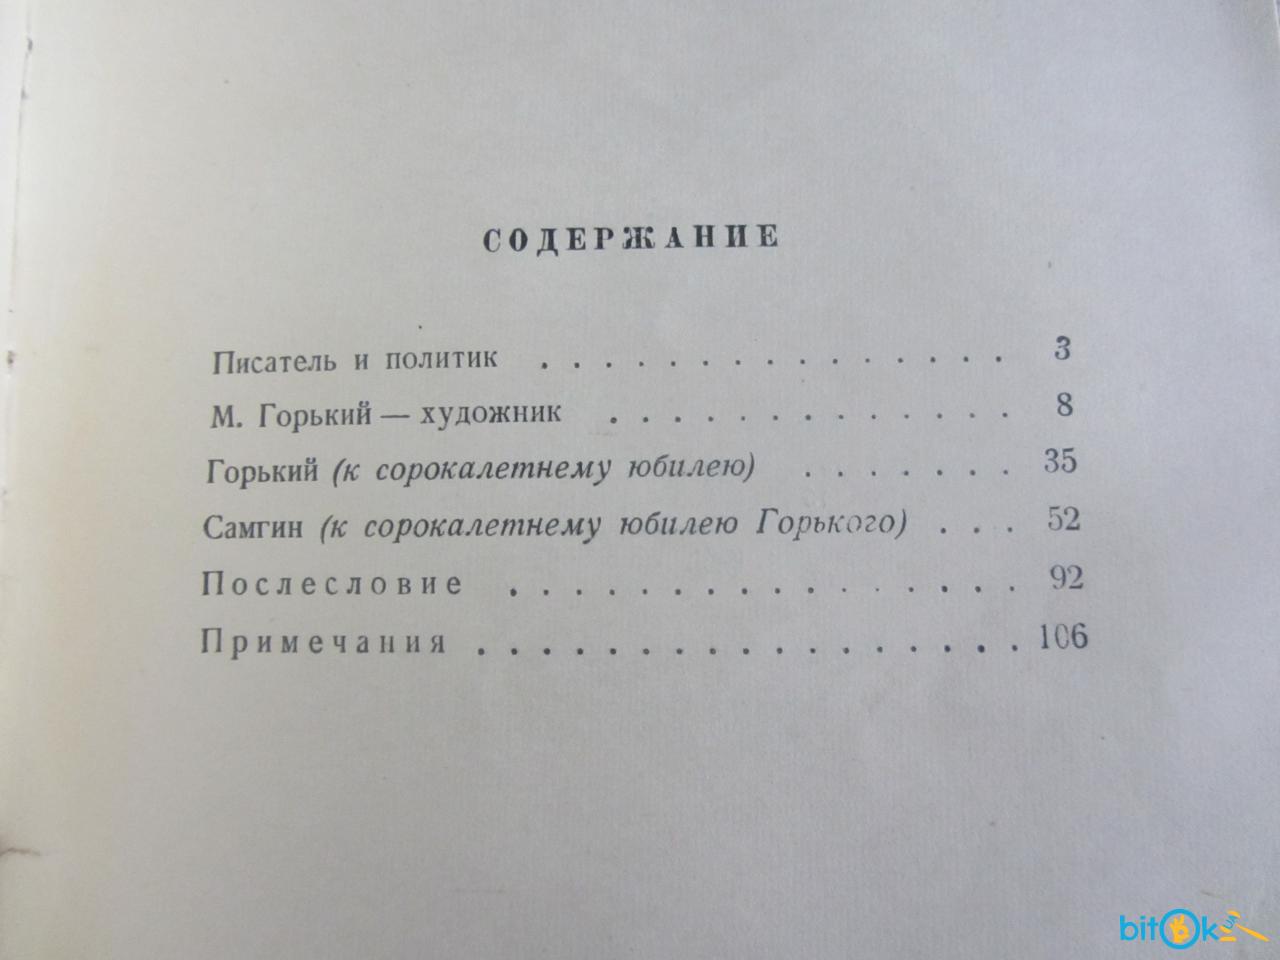 СОДЕРЖАНИЕ
Писатель и политик . . . . . . . . . . . . . . . 3
М. Горький — художник . . . . . . . . . . . . . 8
Горький (к сорокалетнему юбилею) . . . . . . . 35
Самгин (к сорокалетнему юбилею Горького) . . . 52
Послесловие . . . . . . . . . . . . . . . . 92
Примечания . . . . . . . . . . . . . . . . . 106
bitOk